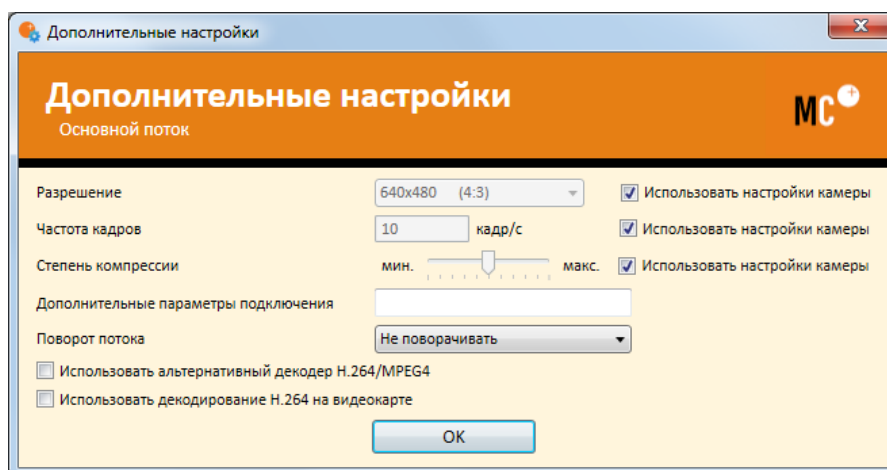 Дополнительные настройки
Дополнительные настройки
Основной поток
МС
Разрешение 640x480 (4:3) Использовать настройки камеры
Частота кадров 10 кадр/с Использовать настройки камеры
Степень компрессии мин. макс. Использовать настройки камеры
Дополнительные параметры подключения
Поворот потока Не поворачивать
Использовать альтернативный декодер H.264/MPEG4
Использовать декодирование H.264 на видеокарте
ОК